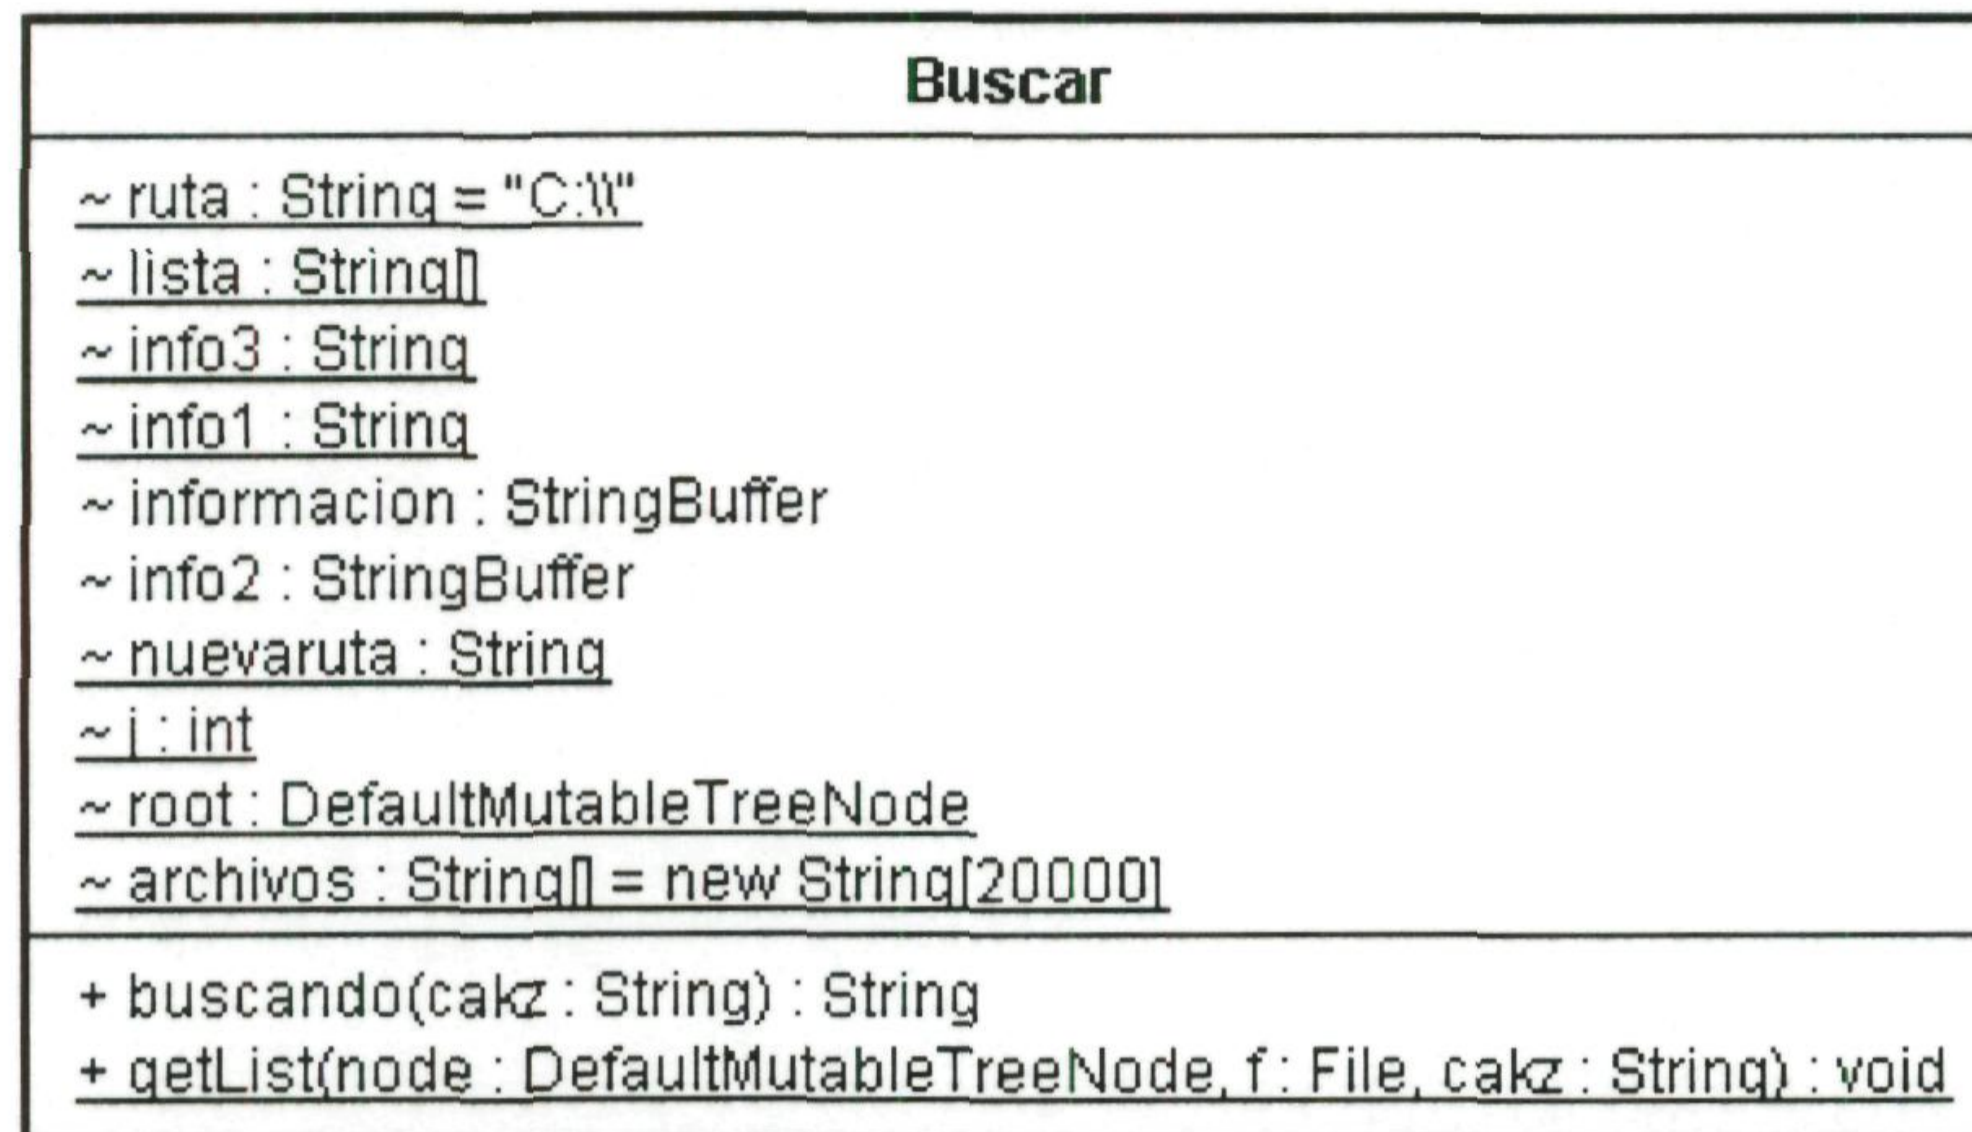 Buscar
~ ruta : String = "C:\\"
~ lista : String[]
~ info3 : String
~ info1 : String
~ informacion : StringBuffer
~ info2 : StringBuffer
~ nuevaruta : String
~ j : int
~ root : DefaultMutableTreeNode
~ archivos : String[] = new String[20000]
+ buscando(cakz : String) : String
+ getList(node : DefaultMutableTreeNode, f : File, cakz : String) : void